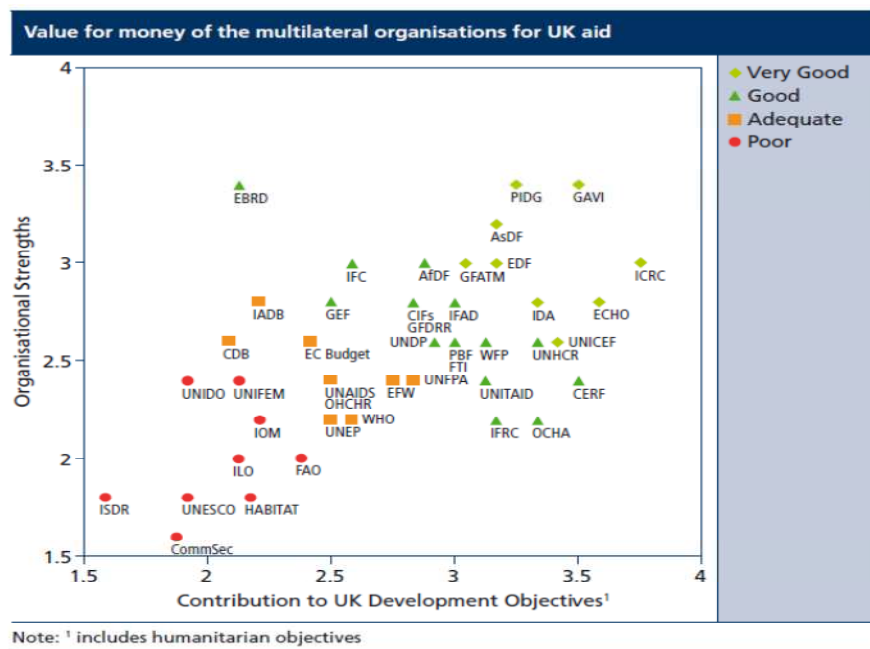 Value for money of the multilateral organisations for UK aid
Very Good
Good
Adequate
Poor
Organisational Strengths
4
3.5
3
2.5
2
1.5
EBRD
PIDG
GAVI
AsDF
IFC
AfDF
GFATM
EDF
ICRC
IADB
GEF
CIFs
GFDRR
IFAD
IDA
ECHO
CDB
EC Budget
UNDP
PBF
FTI
WFP
UNHCR
UNICEF
UNIDO
UNIFEM
UNAIDS
OHCHR
EFW
UNFPA
UNITAID
CERF
IOM
UNEP
WHO
IFRC
OCHA
ILO
FAO
ISDR
UNESCO
HABITAT
CommSec
1.5
2
2.5
3
3.5
4
Contribution to UK Development Objectives¹
Note: ¹ includes humanitarian objectives